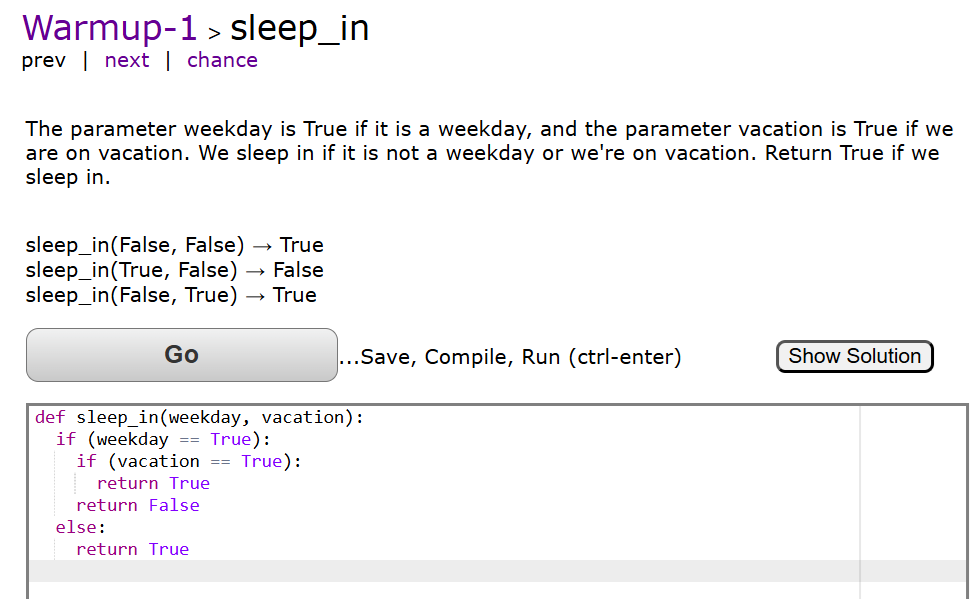 Warmup-1 > sleep_in
prev | next | chance
The parameter weekday is True if it is a weekday, and the parameter vacation is True if we
are on vacation. We sleep in if it is not a weekday or we're on vacation. Return True if we
sleep in.
sleep_in(False, False) → True
sleep_in(True, False) → False
sleep_in(False, True) → True
Go ...Save, Compile, Run (ctrl-enter) Show Solution
def sleep_in(weekday, vacation):
  if (weekday == True):
    if (vacation == True):
      return True
    return False
  else:
    return True